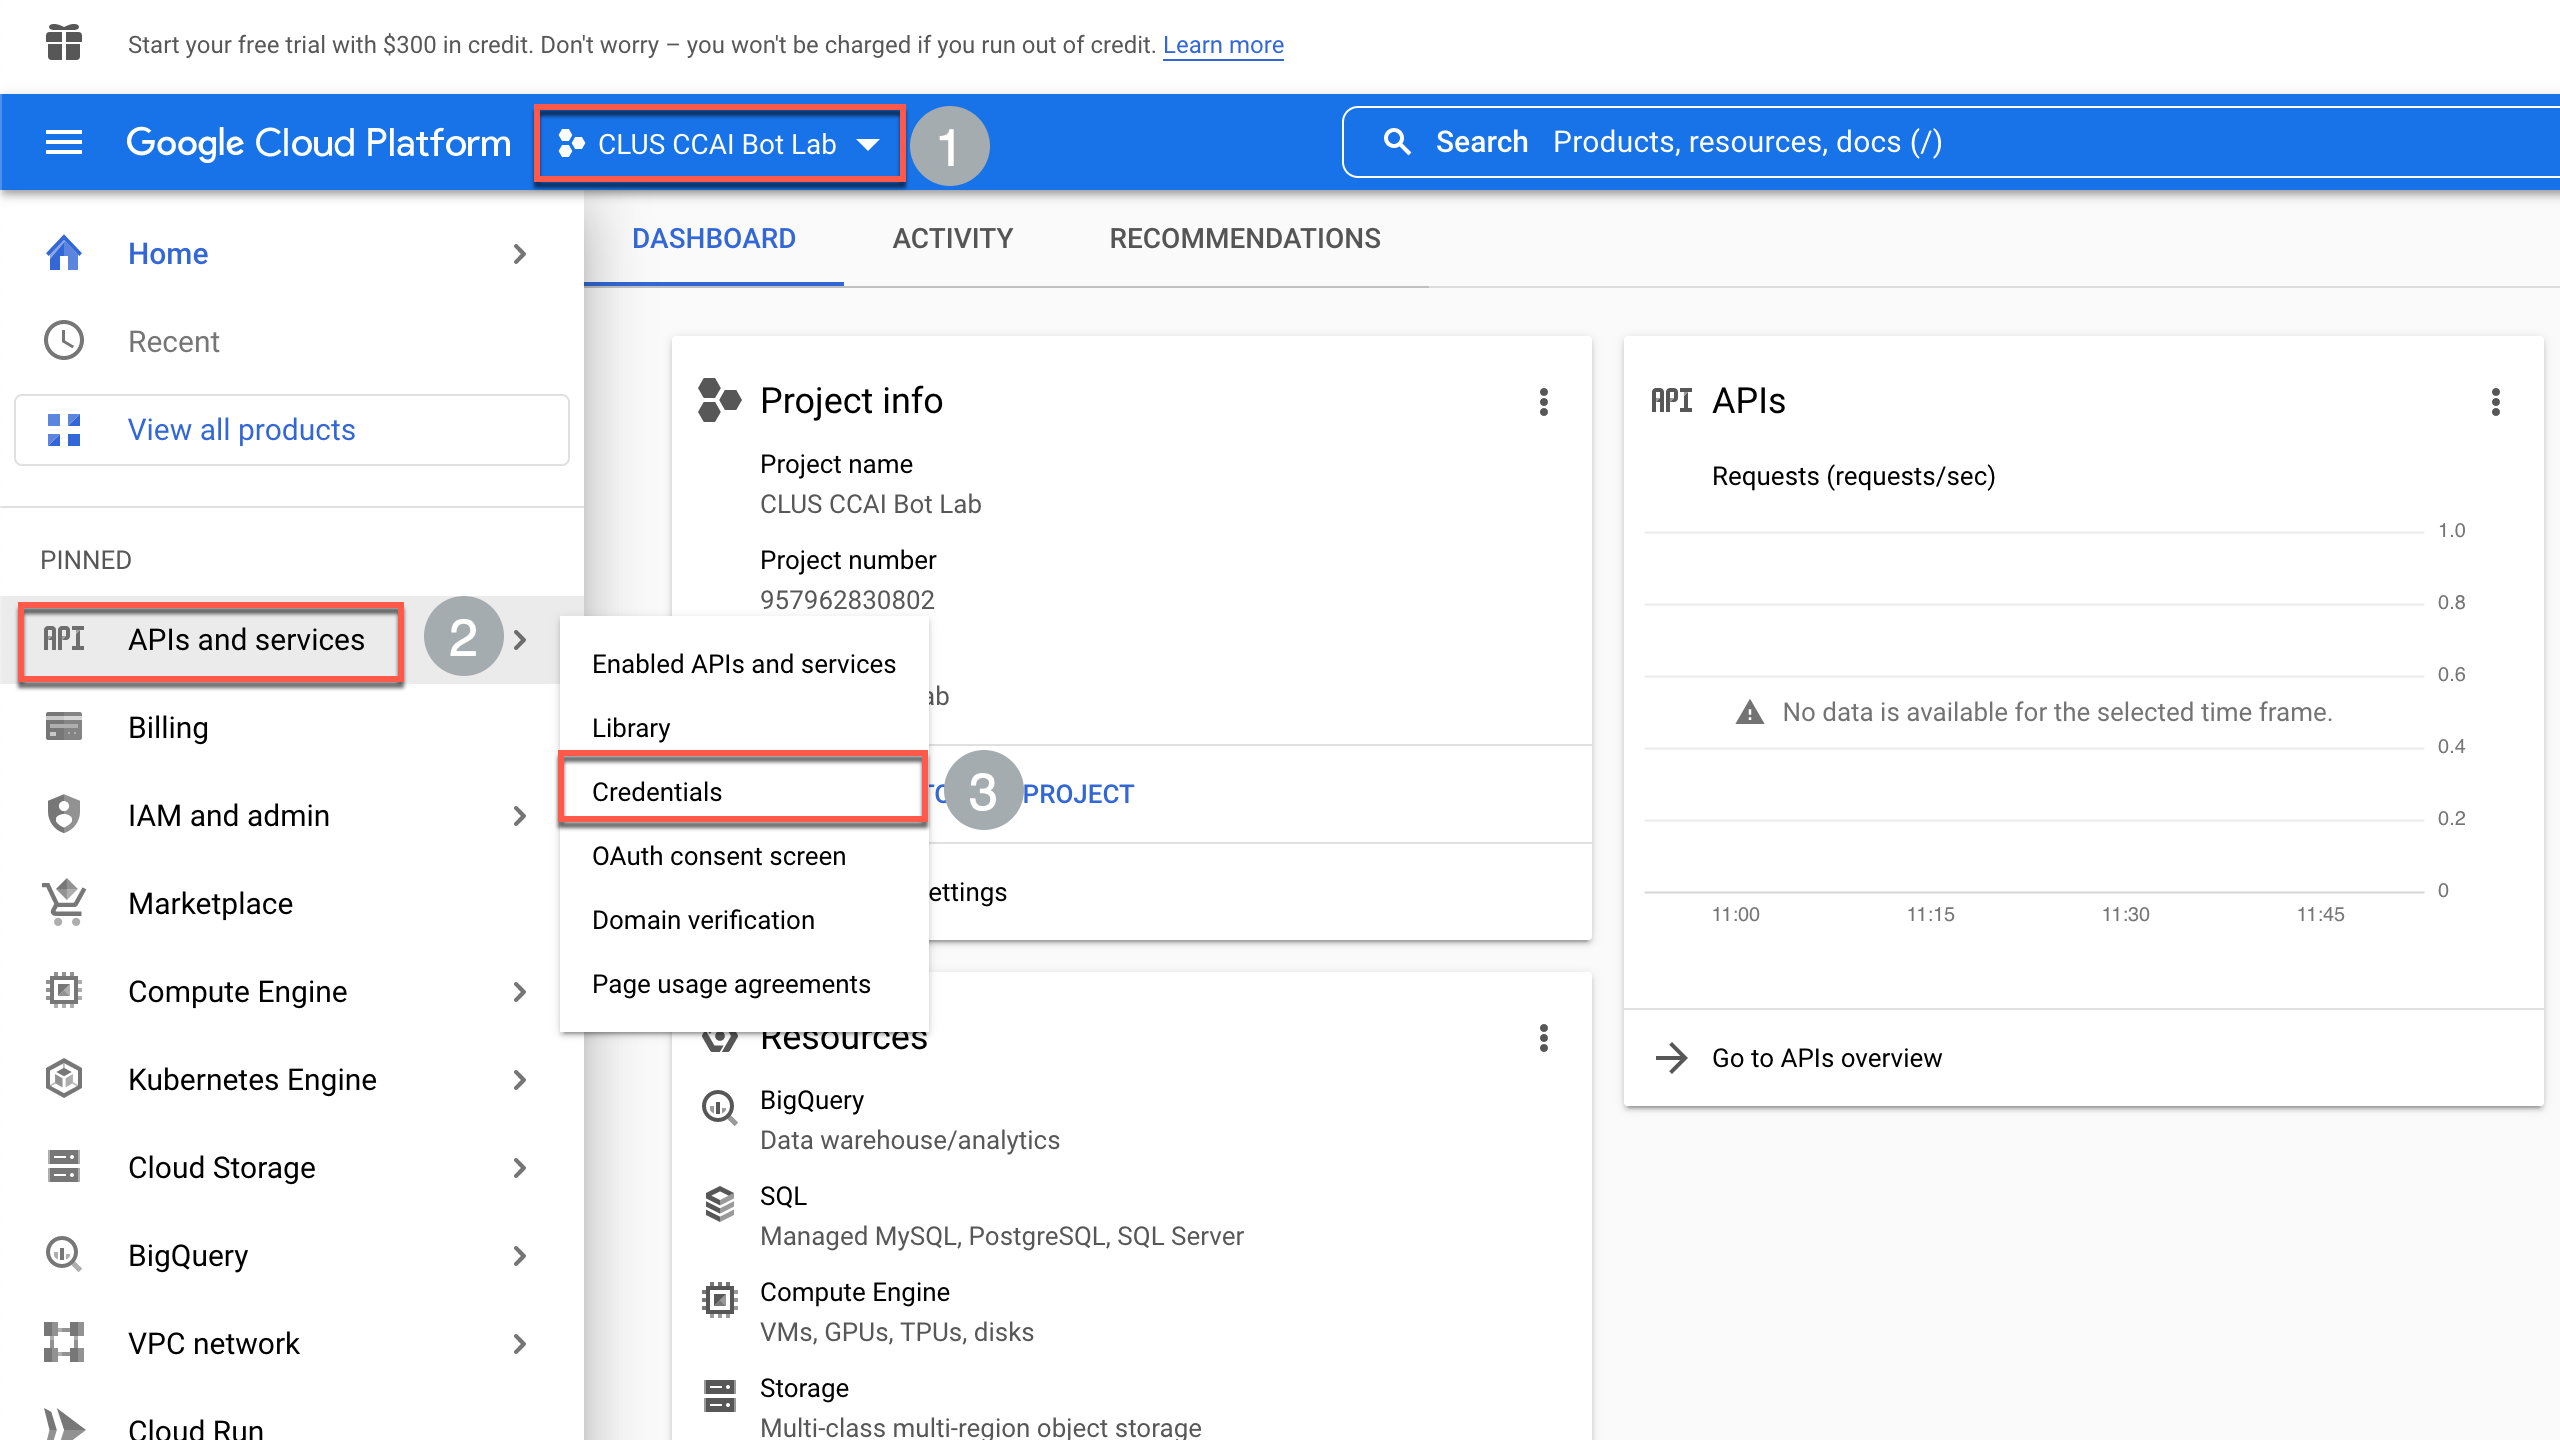 Start your free trial with $300 in credit. Don't worry – you won't be charged if you run out of credit. Learn more
Google Cloud Platform
CLUS CCAI Bot Lab
1
Search Products, resources, docs (/)
Home
Recent
View all products
PINNED
API APIs and services
2
Billing
IAM and admin
Marketplace
Compute Engine
Kubernetes Engine
Cloud Storage
BigQuery
VPC network
Cloud Run
Enabled APIs and services
Library
Credentials
3
OAuth consent screen
Domain verification
Page usage agreements
DASHBOARD
ACTIVITY
RECOMMENDATIONS
Project info
Project name
CLUS CCAI Bot Lab
Project number
957962830802
ab
PROJECT
ettings
Resources
BigQuery
Data warehouse/analytics
SQL
Managed MySQL, PostgreSQL, SQL Server
Compute Engine
VMs, GPUs, TPUs, disks
Storage
Multi-class multi-region object storage
API APIs
Requests (requests/sec)
1.0
0.8
0.6
No data is available for the selected time frame.
0.4
0.2
0
11:00
11:15
11:30
11:45
Go to APIs overview